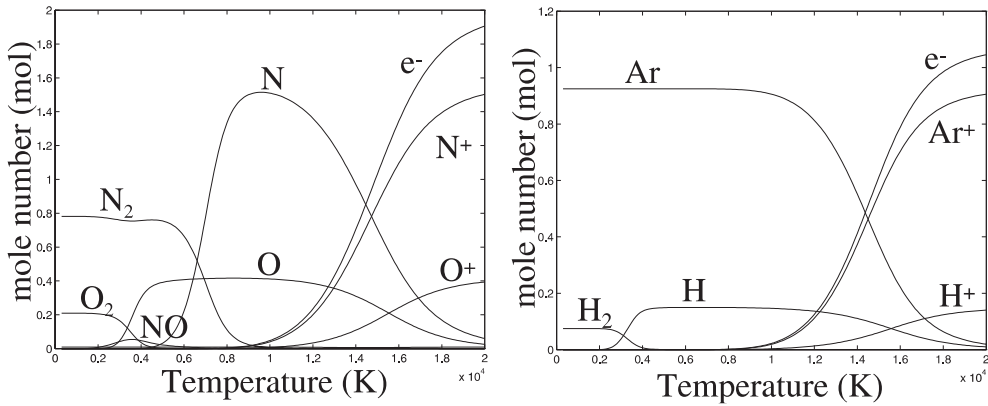 2
1.8
1.6
1.4
1.2
1
0.8
0.6
0.4
0.2
0
mole number (mol)
N₂
O₂
NO
N
O
e⁻
N⁺
O⁺
0 0.2 0.4 0.6 0.8 1 1.2 1.4 1.6 1.8 2
x 10⁴
Temperature (K)
1.2
1
0.8
0.6
0.4
0.2
0
mole number (mol)
Ar
H₂
H
e⁻
Ar⁺
H⁺
0 0.2 0.4 0.6 0.8 1 1.2 1.4 1.6 1.8 2
x 10⁴
Temperature (K)